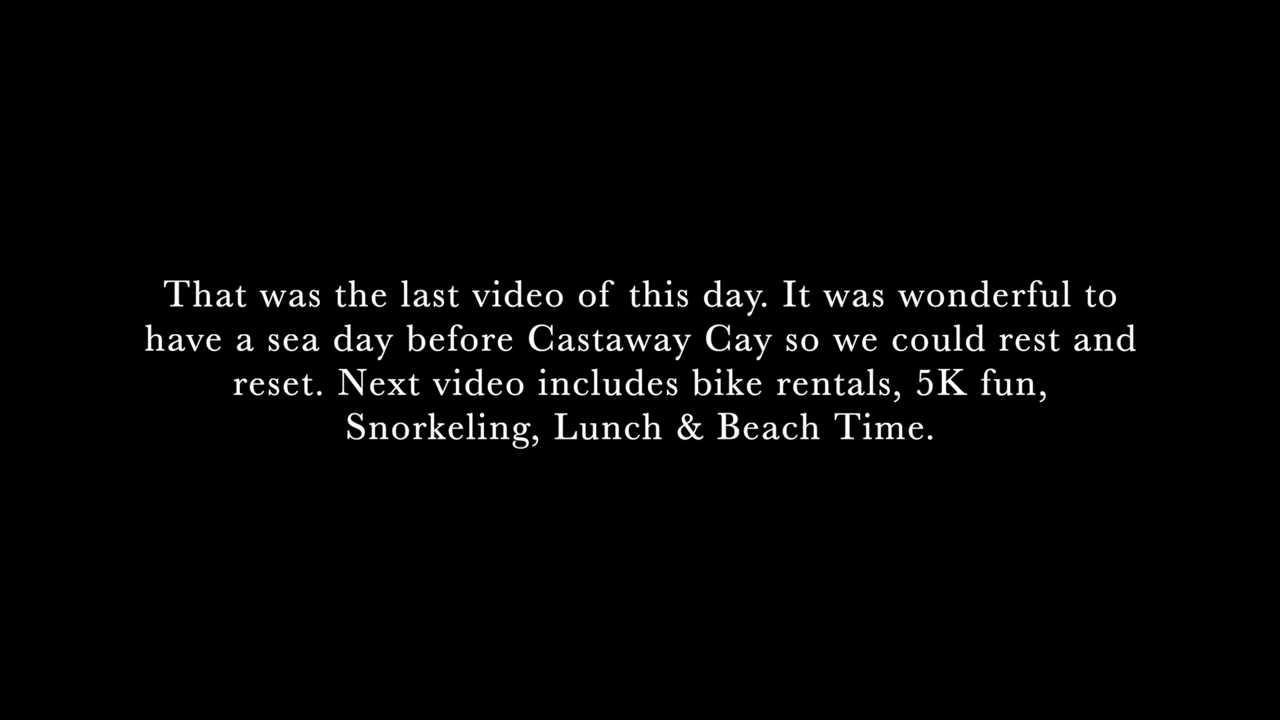 That was the last video of this day. It was wonderful to
have a sea day before Castaway Cay so we could rest and
reset. Next video includes bike rentals, 5K fun,
Snorkeling, Lunch & Beach Time.